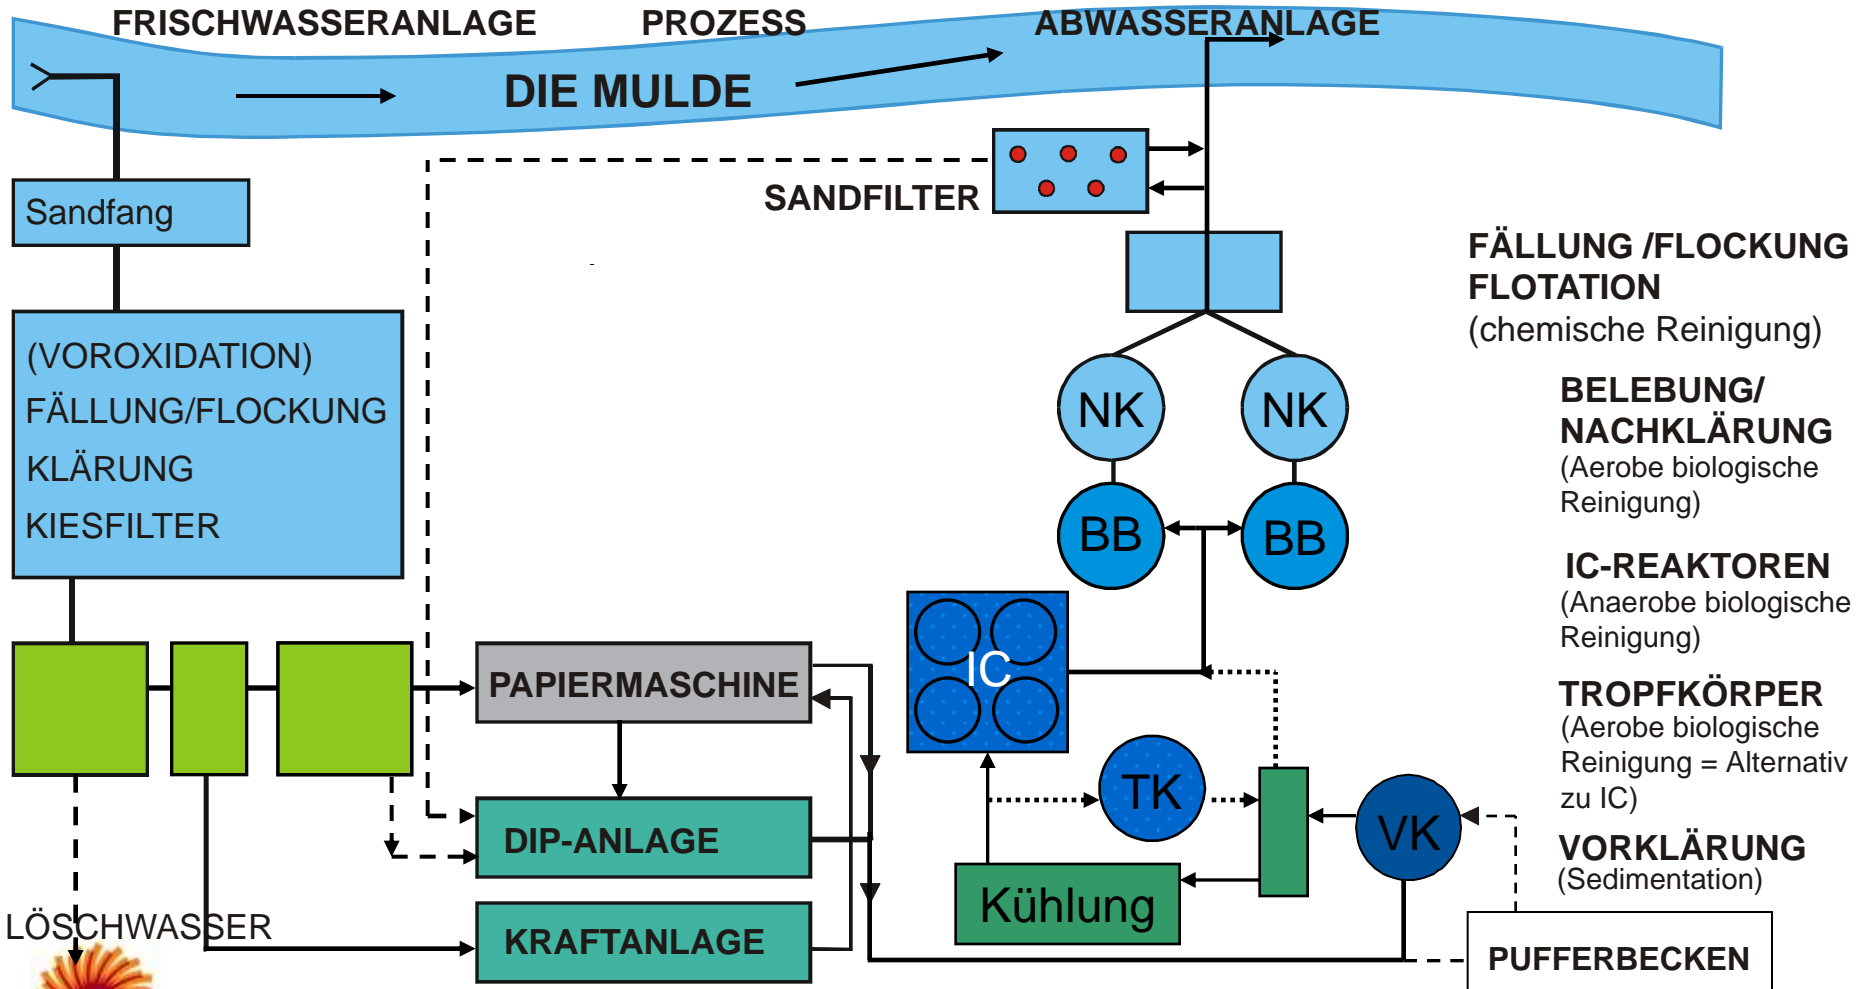 FRISCHWASSERANLAGE PROZESS ABWASSERANLAGE
DIE MULDE
Sandfang
SANDFILTER
(VOROXIDATION)
FÄLLUNG/FLOCKUNG
KLÄRUNG
KIESFILTER
FÄLLUNG /FLOCKUNG
FLOTATION
(chemische Reinigung)
NK NK
BELEBUNG/
NACHKLÄRUNG
(Aerobe biologische
Reinigung)
BB BB
IC-REAKTOREN
(Anaerobe biologische
Reinigung)
IC
PAPIERMASCHINE
TROPFKÖRPER
(Aerobe biologische
Reinigung = Alternativ
zu IC)
TK
VK
DIP-ANLAGE
VORKLÄRUNG
(Sedimentation)
Kühlung
LÖSCHWASSER
KRAFTANLAGE
PUFFERBECKEN